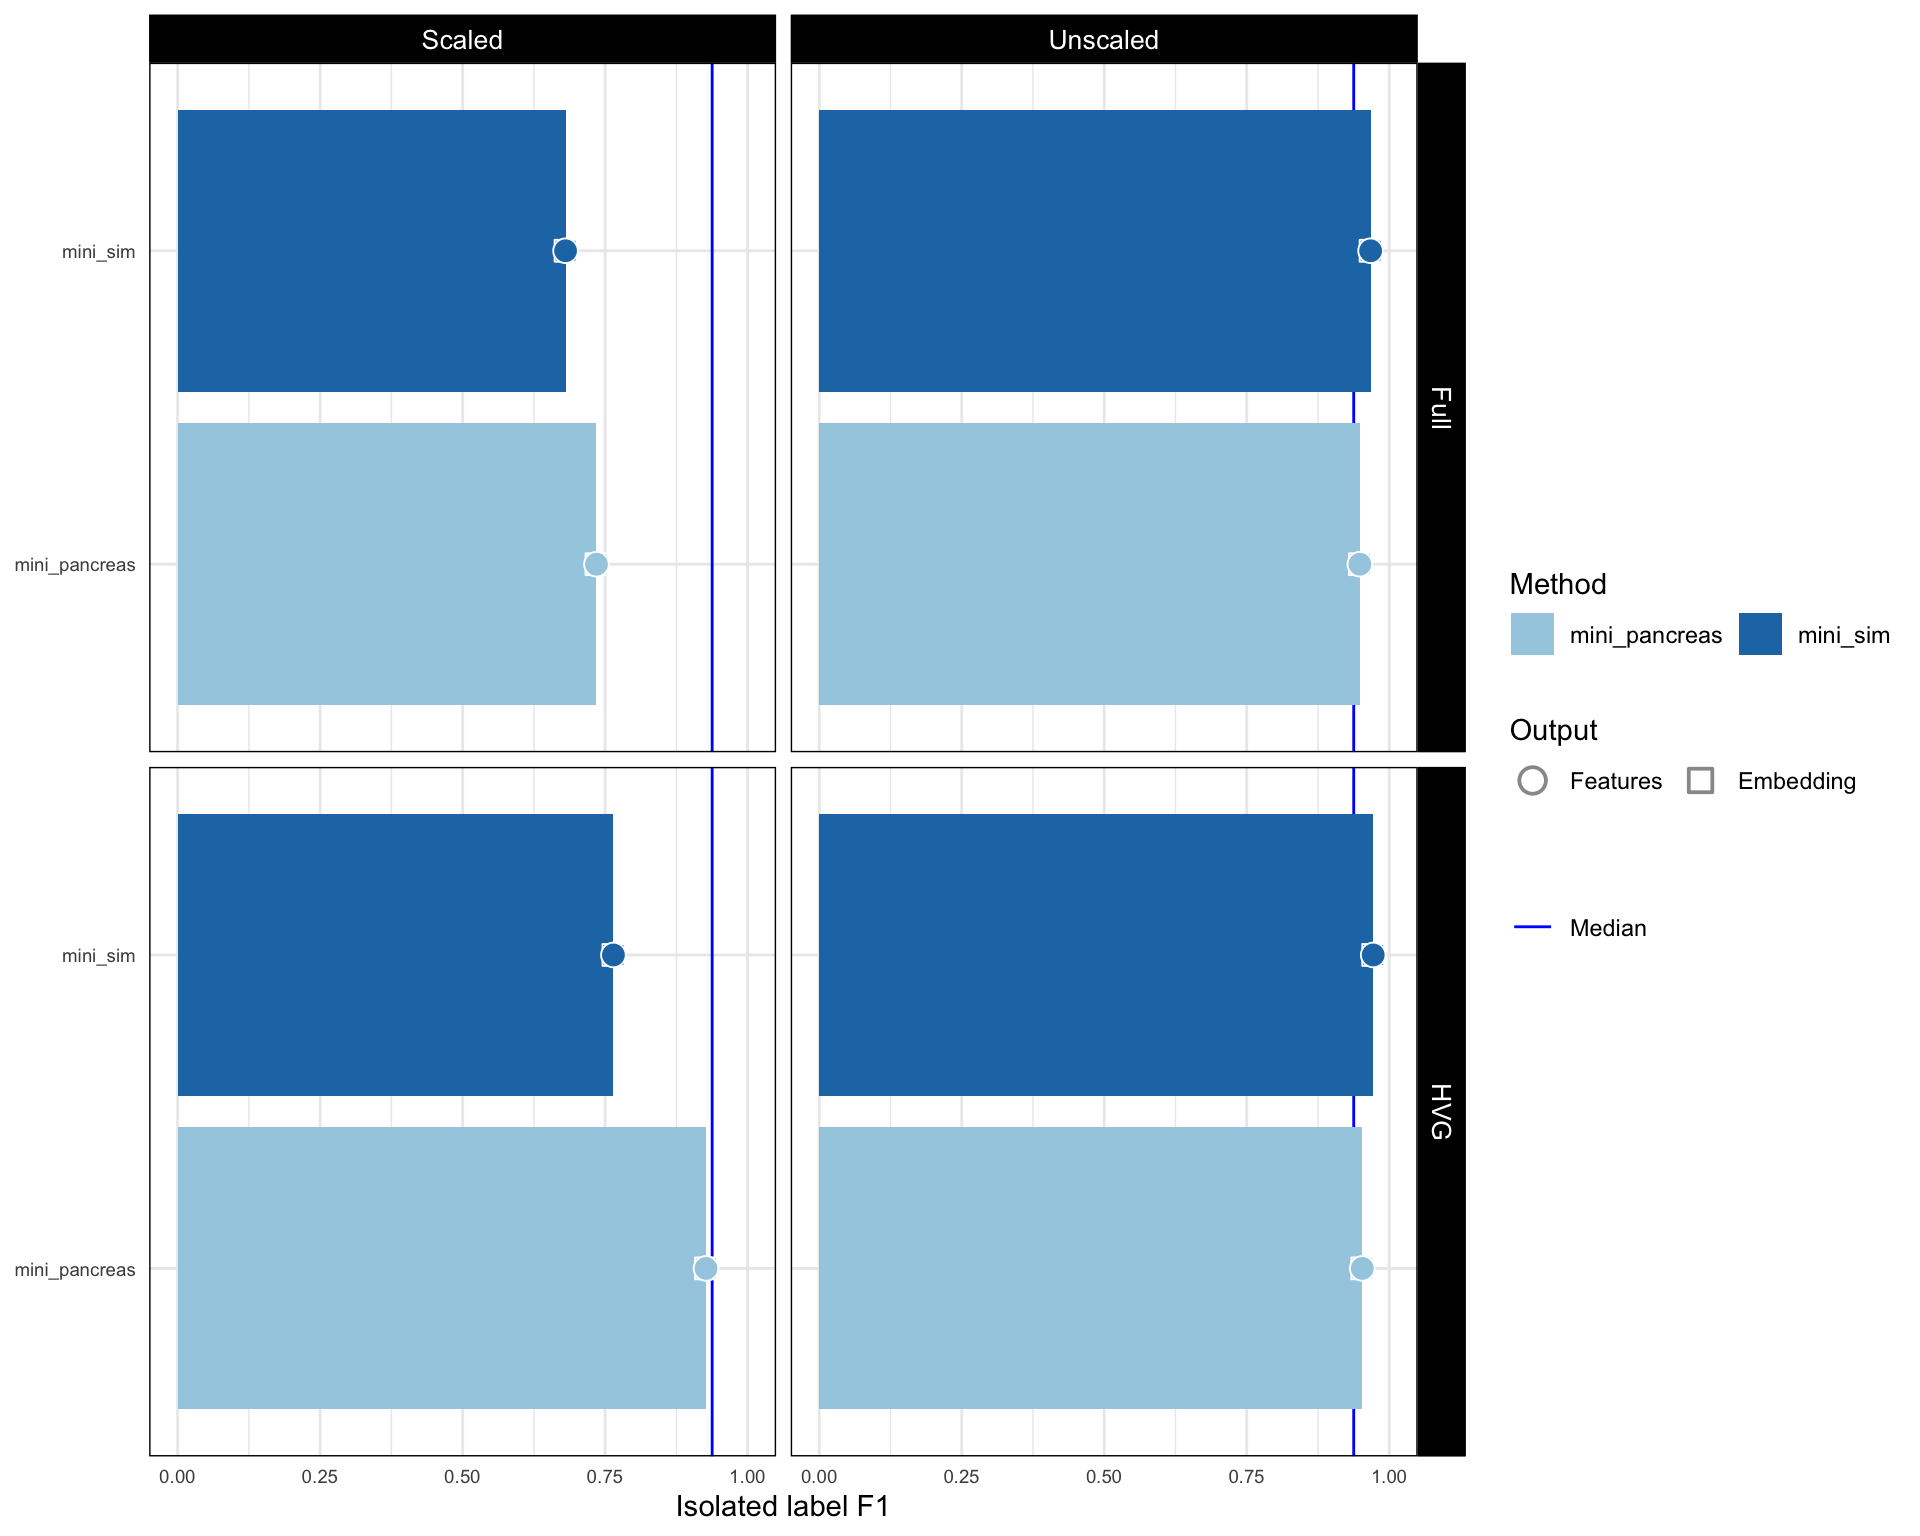 Scaled
Unscaled
mini_sim
mini_pancreas
Full
mini_sim
mini_pancreas
HVG
0.00 0.25 0.50 0.75 1.00 0.00 0.25 0.50 0.75 1.00
Isolated label F1
Method
mini_pancreas mini_sim
Output
Features Embedding
Median